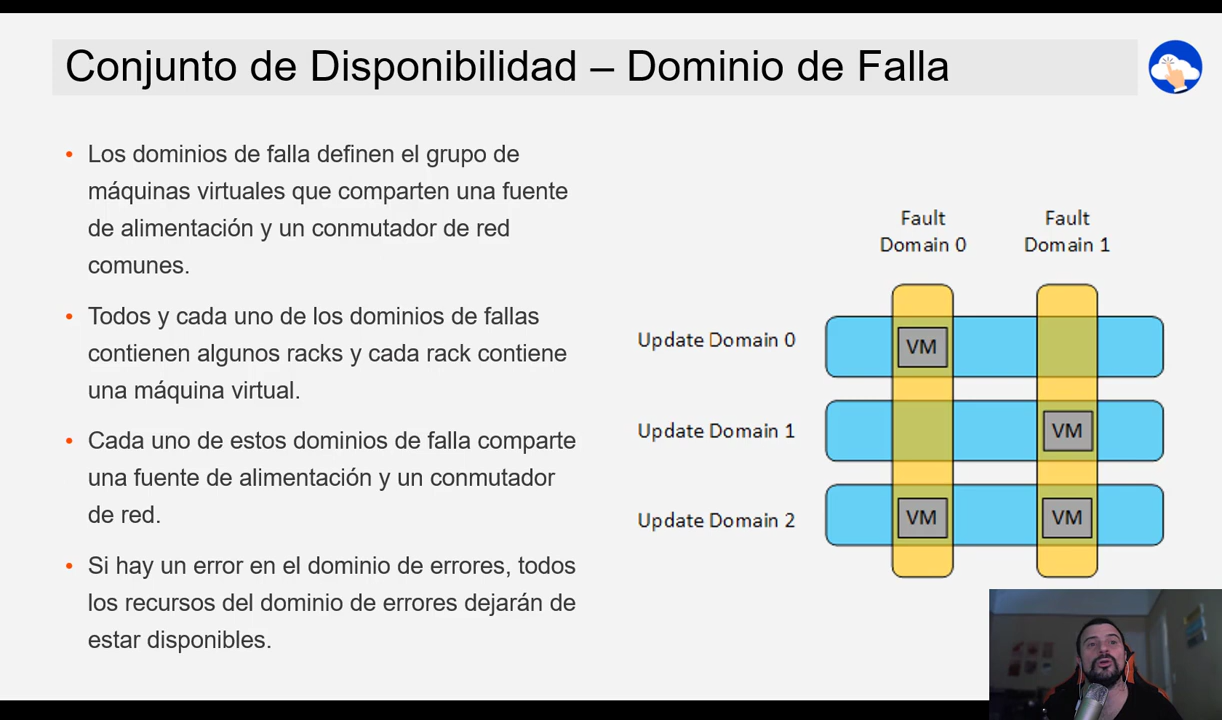 Conjunto de Disponibilidad – Dominio de Falla
• Los dominios de falla definen el grupo de
máquinas virtuales que comparten una fuente
de alimentación y un conmutador de red
comunes.
• Todos y cada uno de los dominios de fallas
contienen algunos racks y cada rack contiene
una máquina virtual.
• Cada uno de estos dominios de falla comparte
una fuente de alimentación y un conmutador
de red.
• Si hay un error en el dominio de errores, todos
los recursos del dominio de errores dejarán de
estar disponibles.
Fault
Domain 0
Fault
Domain 1
Update Domain 0
VM
Update Domain 1
VM
Update Domain 2
VM
VM